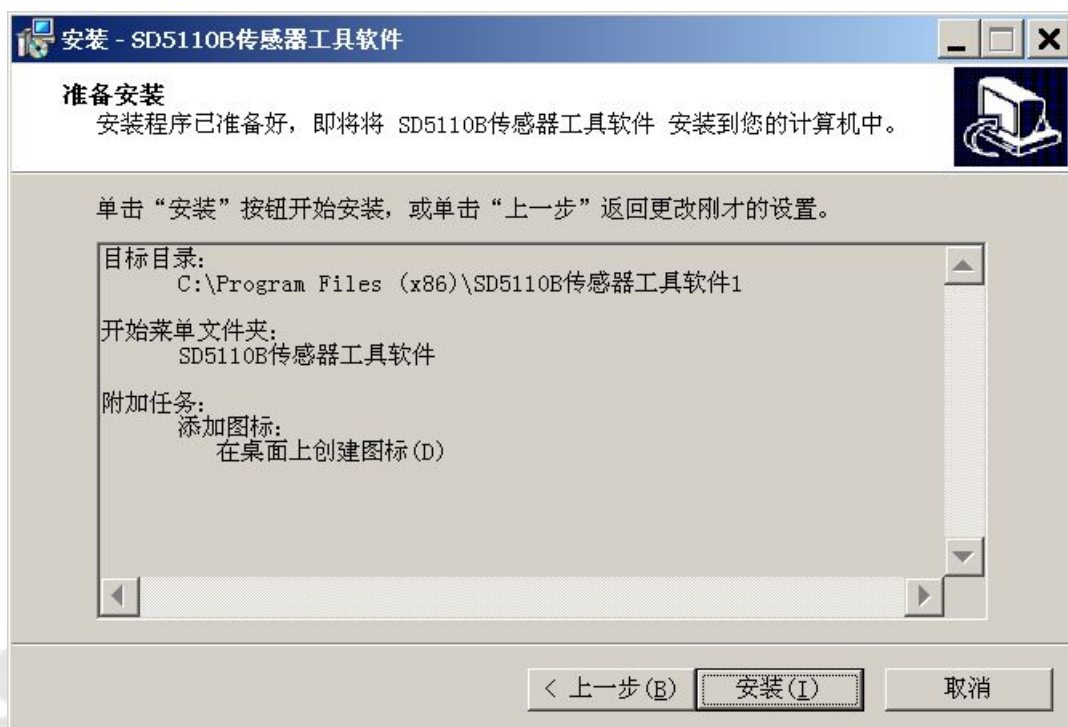 安装 - SD5110B传感器工具软件
准备安装
安装程序已准备好，即将将 SD5110B传感器工具软件 安装到您的计算机中。
单击“安装”按钮开始安装，或单击“上一步”返回更改刚才的设置。
目标目录:
C:\Program Files (x86)\SD5110B传感器工具软件1
开始菜单文件夹:
SD5110B传感器工具软件
附加任务:
添加图标:
在桌面上创建图标(D)
< 上一步(B) 安装(I) 取消